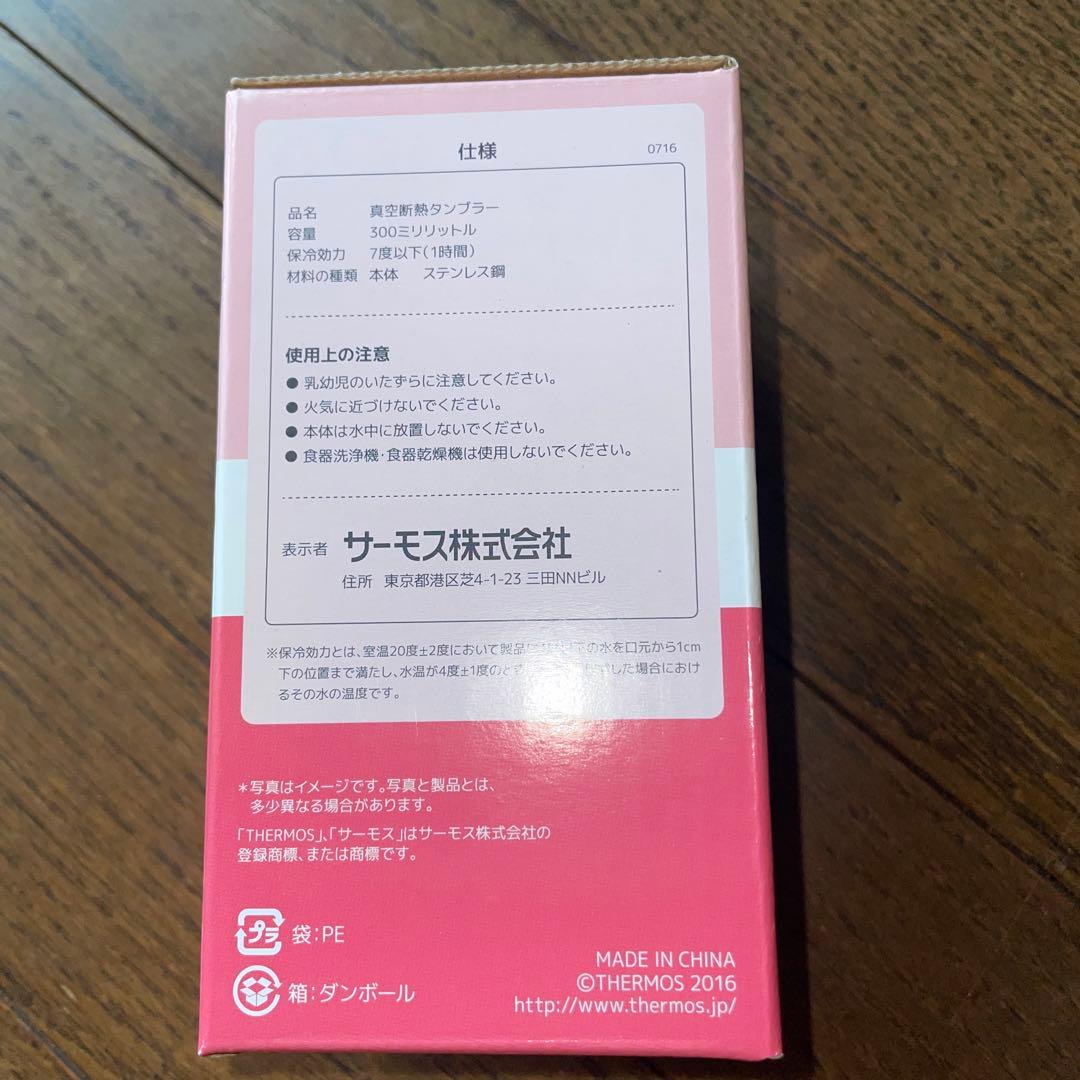 仕様 0716
品名 真空断熱タンブラー
容量 300ミリリットル
保冷効力 7度以下(1時間)
材料の種類 本体 ステンレス鋼
使用上の注意
● 乳幼児のいたずらに注意してください。
● 火気に近づけないでください。
● 本体は水中に放置しないでください。
● 食器洗浄機・食器乾燥機は使用しないでください。
表示者 サーモス株式会社
住所 東京都港区芝4-1-23 三田NNビル
※保冷効力とは、室温20度±2度において製品に の水を口元から1cm
下の位置まで満たし、水温が4度±1度の した場合におけ
るその水の温度です。
*写真はイメージです。写真と製品とは、
多少異なる場合があります。
「THERMOS」、「サーモス」はサーモス株式会社の
登録商標、または商標です。
プラ 袋:PE
箱:ダンボール
MADE IN CHINA
©THERMOS 2016
http://www.thermos.jp/